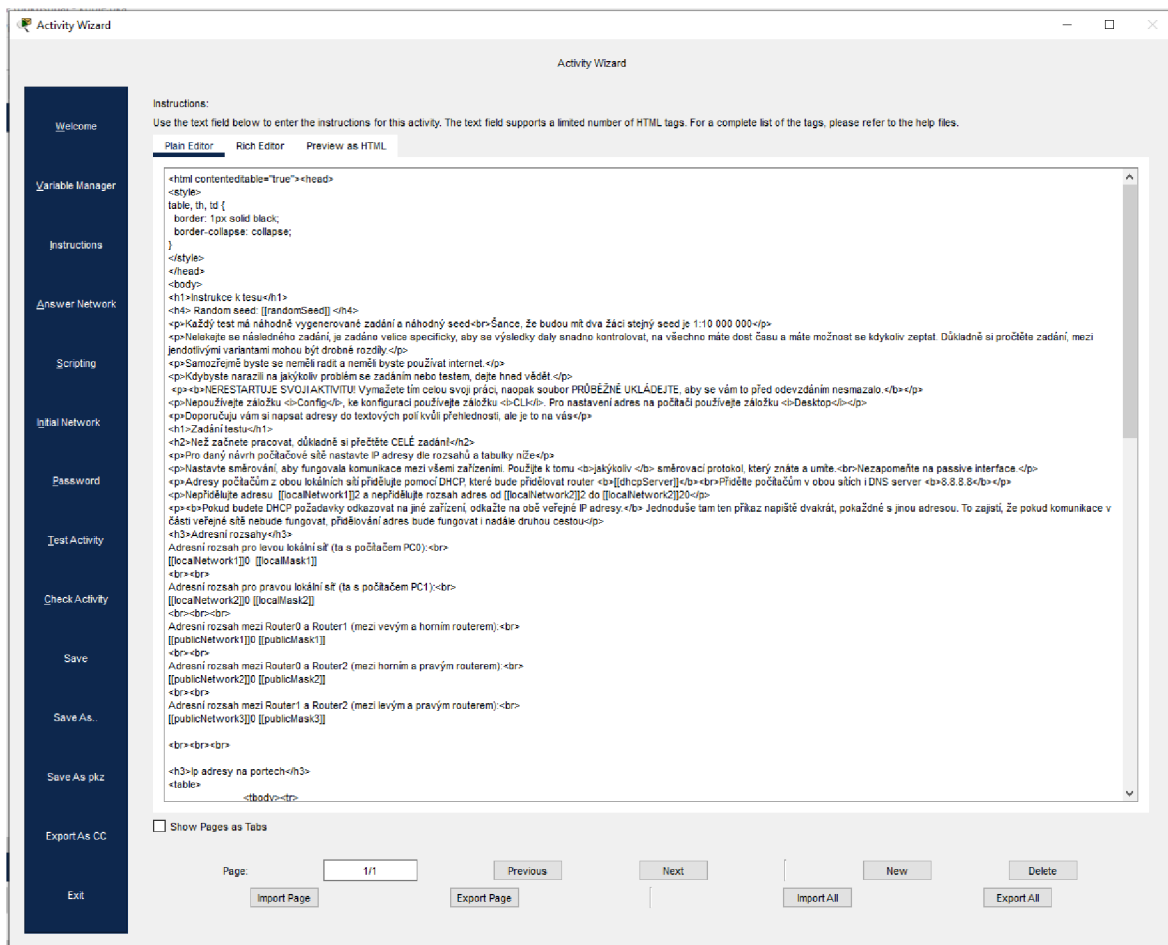 Activity Wizard
Activity Wizard
Welcome
Variable Manager
Instructions
Answer Network
Scripting
Initial Network
Password
Test Activity
Check Activity
Save
Save As..
Save As pkz
Export As CC
Exit
Instructions:
Use the text field below to enter the instructions for this activity. The text field supports a limited number of HTML tags. For a complete list of the tags, please refer to the help files.
Plain Editor Rich Editor Preview as HTML
<html contenteditable="true"><head>
<style>
table, th, td {
border: 1px solid black;
border-collapse: collapse;
}
</style>
</head>
<body>
<h1>Instrukce k tesu</h1>
<h4> Random seed: [[randomSeed]] </h4>
<p>Každý test má náhodně vygenerované zadání a náhodný seed<br>Šance, že budou mít dva žáci stejný seed je 1:10 000 000</p>
<p>Nelekejte se následného zadání, je zadáno velice specificky, aby se výsledky daly snadno kontrolovat, na všechno máte dost času a máte možnost se kdykoliv zeptat. Důkladně si pročtěte zadání, mezi
jendotlivými variantami mohou být drobné rozdíly.</p>
<p>Samozřejmě byste se neměli radit a neměli byste používat internet.</p>
<p>Kdybyste narazili na jakýkoliv problém se zadáním nebo testem, dejte hned vědět.</p>
<p><b>NERESTARTUJE SVOJI AKTIVITU! Vymažete tím celou svoji práci, naopak soubor PRŮBĚŽNĚ UKLÁDEJTE, aby se vám to před odevzdáním nesmazalo.</b></p>
<p>Nepoužívejte záložku <i>Config</i>, ke konfiguraci používejte záložku <i>CLI</i>. Pro nastavení adres na počítači používejte záložku <i>Desktop</i></p>
<p>Doporučuju vám si napsat adresy do textových polí kvůli přehlednosti, ale je to na vás</p>
<h1>Zadání testu</h1>
<h2>Než začnete pracovat, důkladně si přečtěte CELÉ zadání!</h2>
<p>Pro daný návrh počítačové sítě nastavte IP adresy dle rozsahů a tabulky níže</p>
<p>Nastavte směrování, aby fungovala komunikace mezi všemi zařízeními. Použijte k tomu <b>jakýkoliv </b> směrovací protokol, který znáte a umíte.<br>Nezapomeňte na passive interface.</p>
<p>Adresy počítačům z obou lokálních sítí přidělujte pomocí DHCP, které bude přidělovat router <b>[[dhcpServer]]</b><br>Přidělte počítačům v obou sítích i DNS server <b>8.8.8.8</b></p>
<p>Nepřidělujte adresu [[localNetwork1]]2 a nepřidělujte rozsah adres od [[localNetwork2]]2 do [[localNetwork2]]20</p>
<p><b>Pokud budete DHCP požadavky odkazovat na jiné zařízení, odkažte na obě veřejné IP adresy.</b> Jednoduše tam ten příkaz napiště dvakrát, pokaždné s jinou adresou. To zajistí, že pokud komunikace v
části veřejné sítě nebude fungovat, přidělování adres bude fungovat i nadále druhou cestou</p>
<h3>Adresní rozsahy</h3>
Adresní rozsah pro levou lokální síť (ta s počítačem PC0):<br>
[[localNetwork1]]0 [[localMask1]]
<br><br>
Adresní rozsah pro pravou lokální síť (ta s počítačem PC1):<br>
[[localNetwork2]]0 [[localMask2]]
<br><br><br>
Adresní rozsah mezi Router0 a Router1 (mezi vevým a horním routerem):<br>
[[publicNetwork1]]0 [[publicMask1]]
<br><br>
Adresní rozsah mezi Router0 a Router2 (mezi horním a pravým routerem):<br>
[[publicNetwork2]]0 [[publicMask2]]
<br><br>
Adresní rozsah mezi Router1 a Router2 (mezi levým a pravým routerem):<br>
[[publicNetwork3]]0 [[publicMask3]]
<br><br><br>
<h3>Ip adresy na portech</h3>
<table>
<tbody><tr>
Show Pages as Tabs
Page: 1/1 Previous Next New Delete
Import Page Export Page Import All Export All